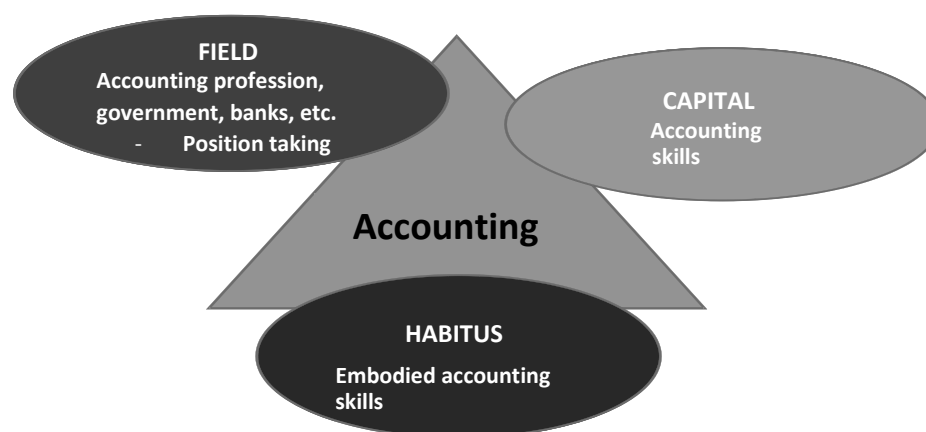 FIELD
Accounting profession,
government, banks, etc.
- Position taking
CAPITAL
Accounting
skills
Accounting
HABITUS
Embodied accounting
skills